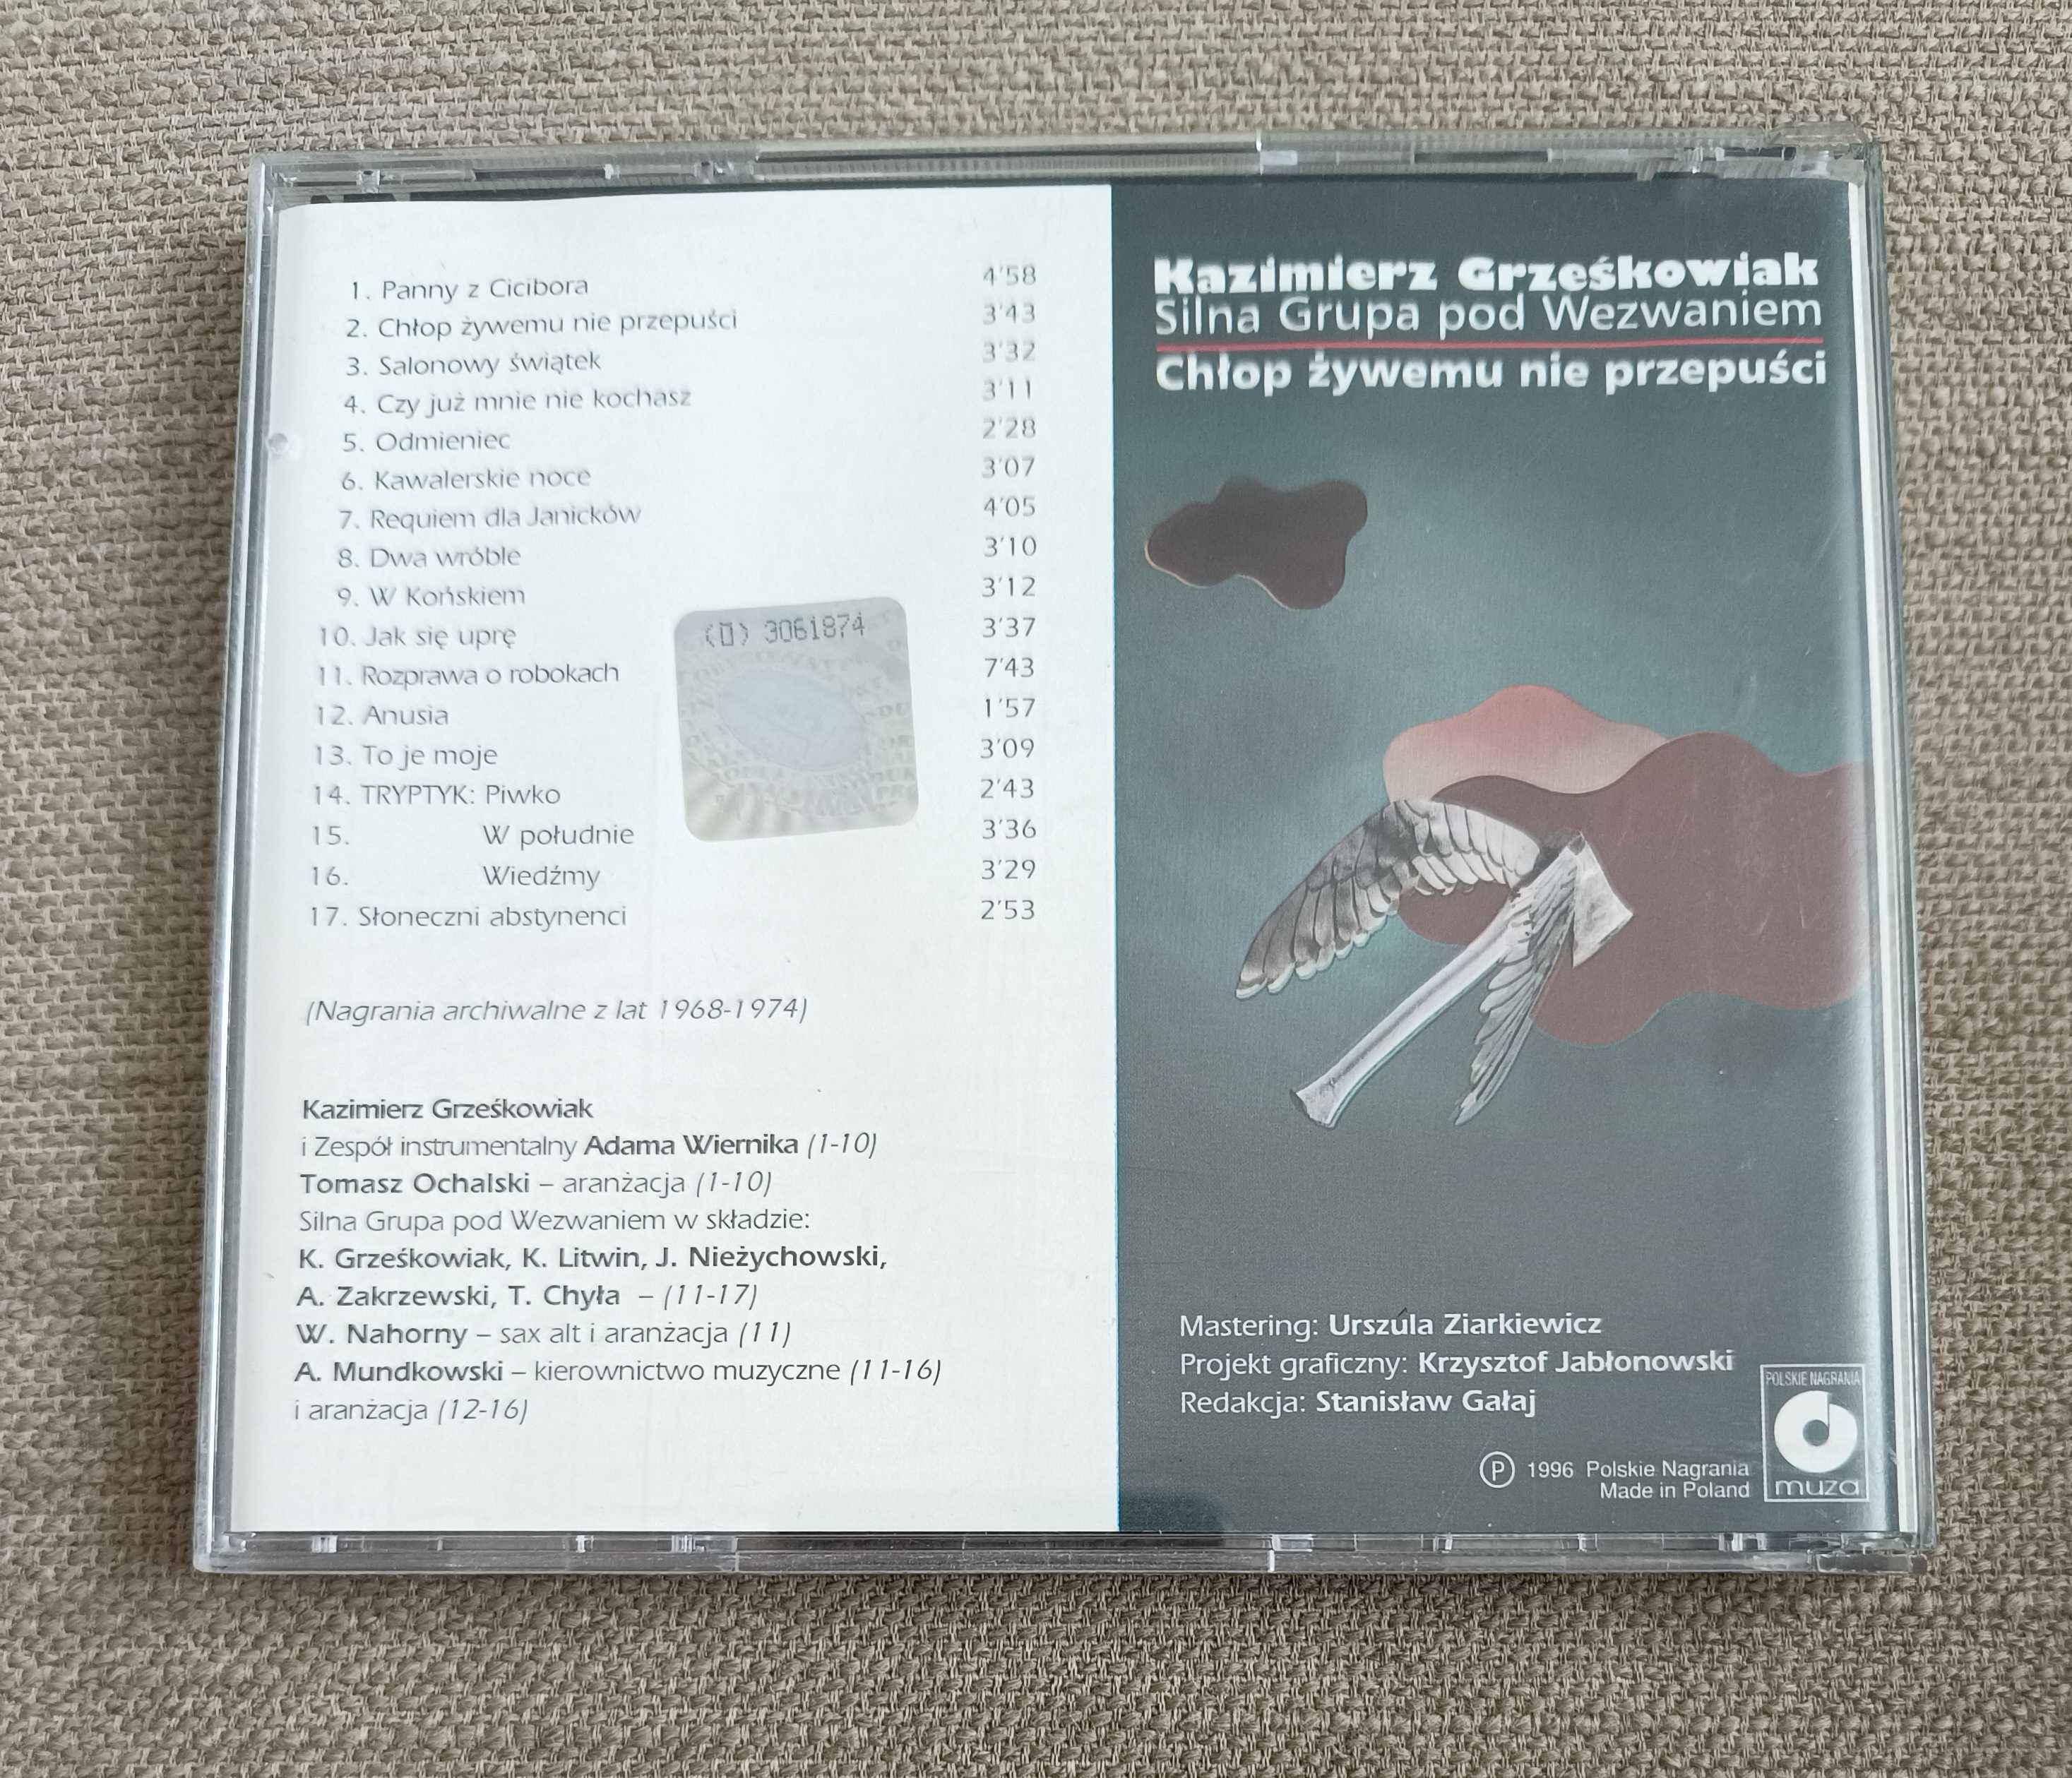 1. Panny z Cicibora 4'58
2. Chłop żywemu nie przepuści 3'43
3. Salonowy świątek 3'32
4. Czy już mnie nie kochasz 3'11
5. Odmieniec 2'28
6. Kawalerskie noce 3'07
7. Requiem dla Janicków 4'05
8. Dwa wróble 3'10
9. W Końskiem 3'12
10. Jak się uprę 3'37
11. Rozprawa o robokach 7'43
12. Anusia 1'57
13. To je moje 3'09
14. TRYPTYK: Piwko 2'43
15. W południe 3'36
16. Wiedźmy 3'29
17. Słoneczni abstynenci 2'53
3061874
(Nagrania archiwalne z lat 1968-1974)
Kazimierz Grześkowiak
i Zespół instrumentalny Adama Wiernika (1-10)
Tomasz Ochalski – aranżacja (1-10)
Silna Grupa pod Wezwaniem w składzie:
K. Grześkowiak, K. Litwin, J. Nieżychowski,
A. Zakrzewski, T. Chyła – (11-17)
W. Nahorny – sax alt i aranżacja (11)
A. Mundkowski – kierownictwo muzyczne (11-16)
i aranżacja (12-16)
Kazimierz Grześkowiak
Silna Grupa pod Wezwaniem
Chłop żywemu nie przepuści
Mastering: Urszula Ziarkiewicz
Projekt graficzny: Krzysztof Jabłonowski
Redakcja: Stanisław Gałaj
Ⓟ 1996 Polskie Nagrania
Made in Poland
POLSKIE NAGRANIA
muza